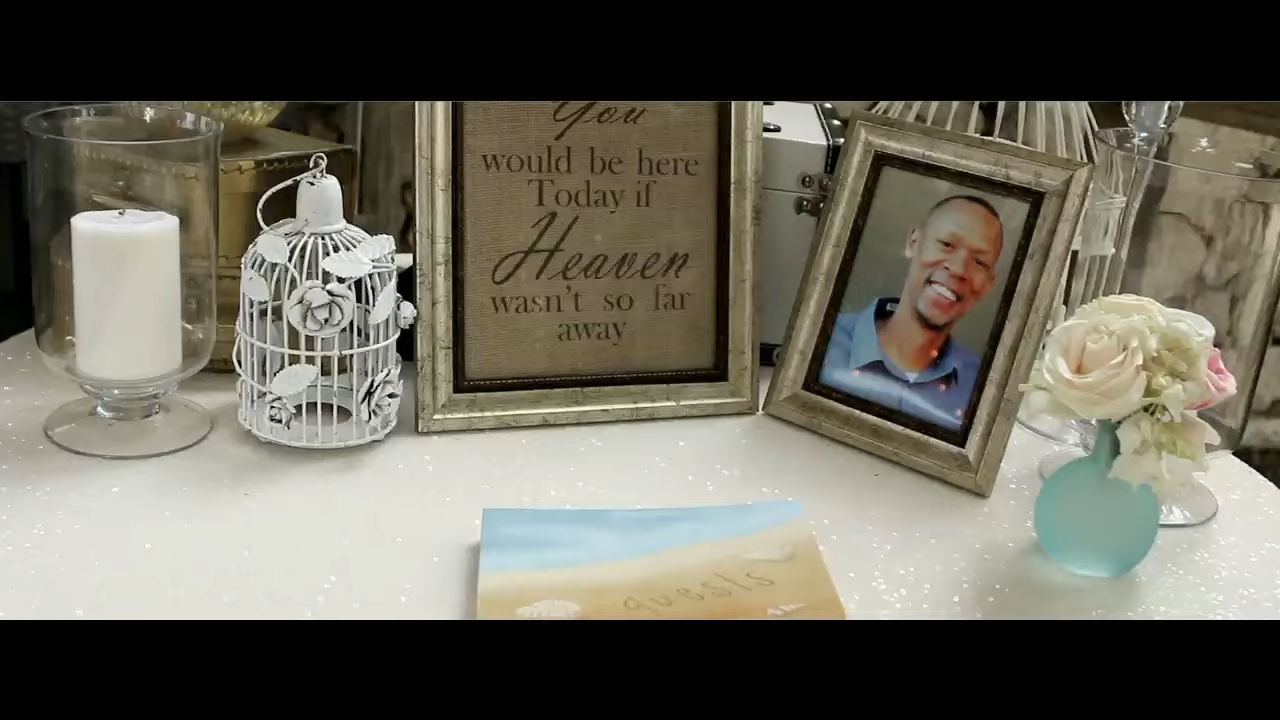 You
would be here
Today if
Heaven
wasn't so far
away
guests